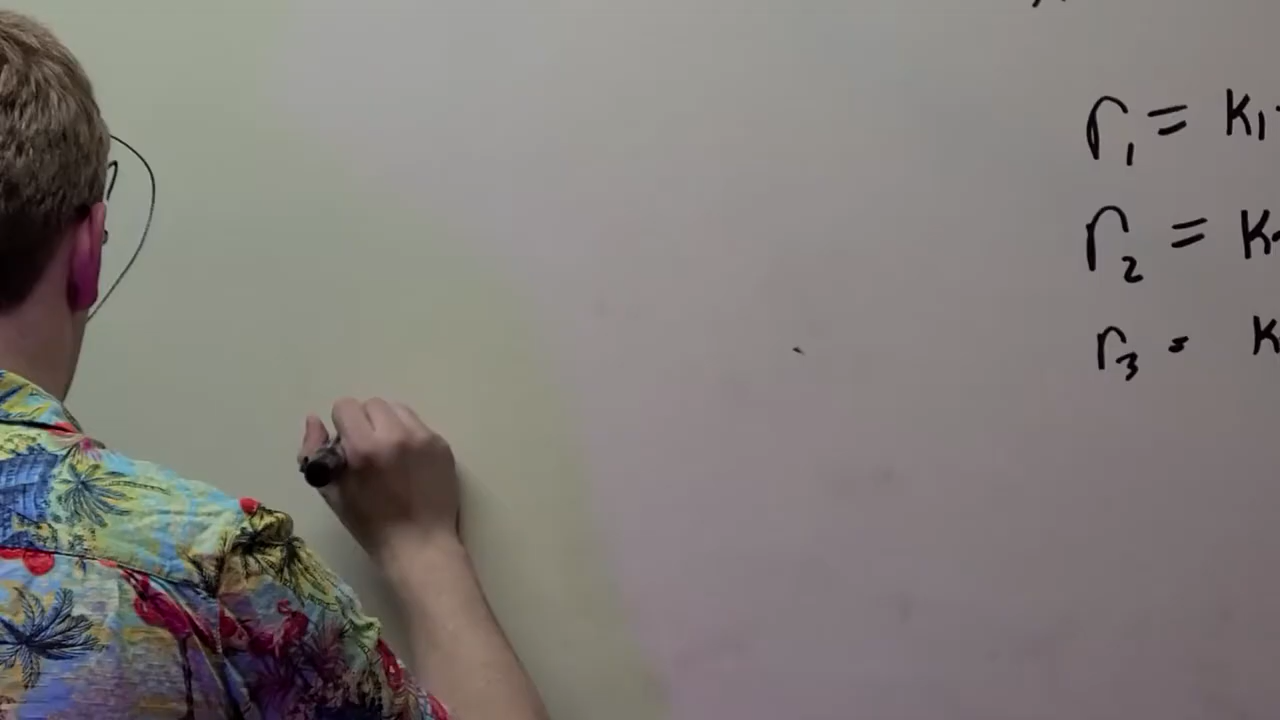 r₁ = k₁
r₂ = k
r₃ = k